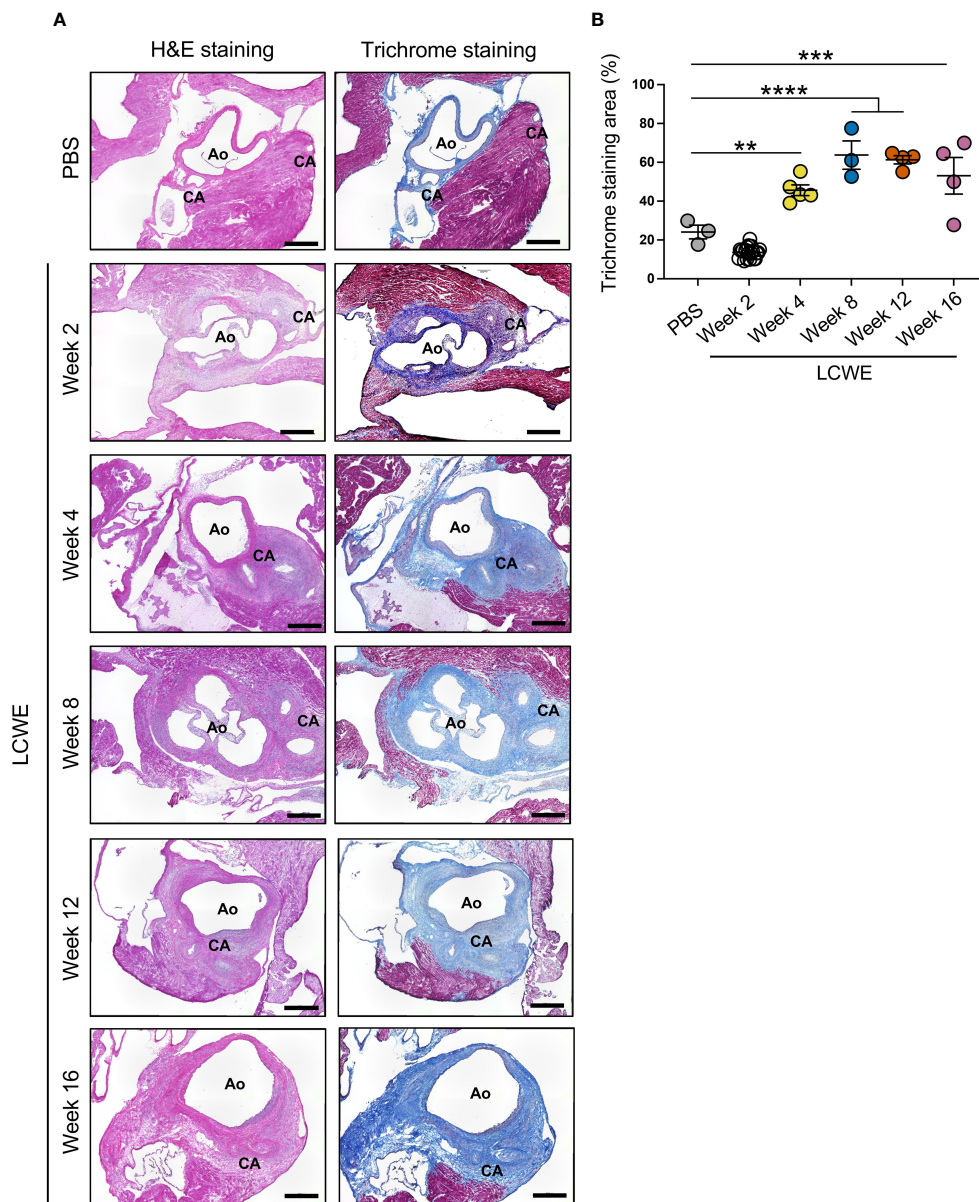 A
H&E staining
Trichrome staining
PBS
Ao
CA
CA
Ao
CA
CA
LCWE
Week 2
Ao
CA
Ao
CA
Week 4
Ao
CA
Ao
CA
Week 8
Ao
CA
Ao
CA
Week 12
Ao
CA
Ao
CA
Week 16
Ao
CA
Ao
CA
B
Trichrome staining area (%)
100
80
60
40
20
0
***
****
**
PBS
Week 2
Week 4
Week 8
Week 12
Week 16
LCWE